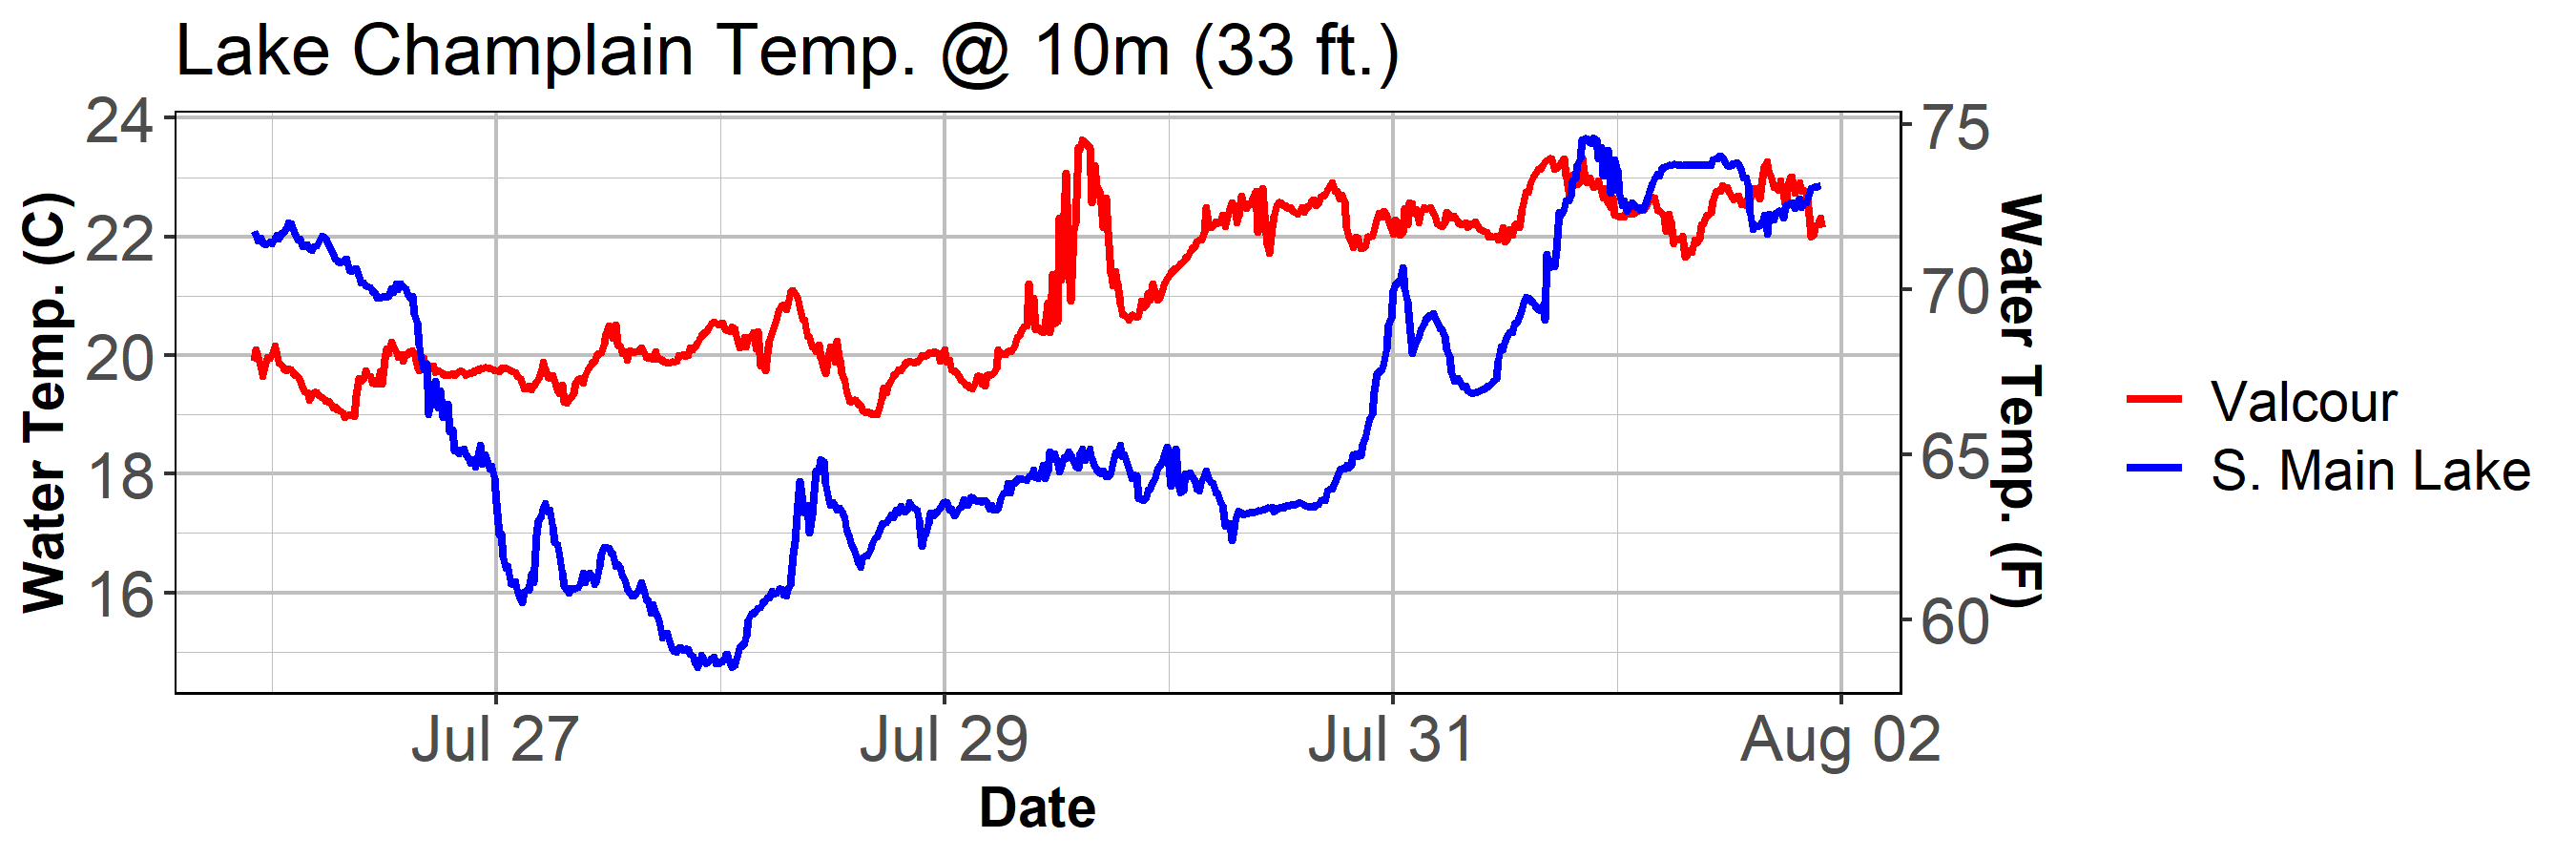 Lake Champlain Temp. @ 10m (33 ft.)
Water Temp. (C)
24
22
20
18
16
75
70
65
60
Water Temp. (F)
Jul 27
Jul 29
Jul 31
Aug 02
Date
Valcour
S. Main Lake